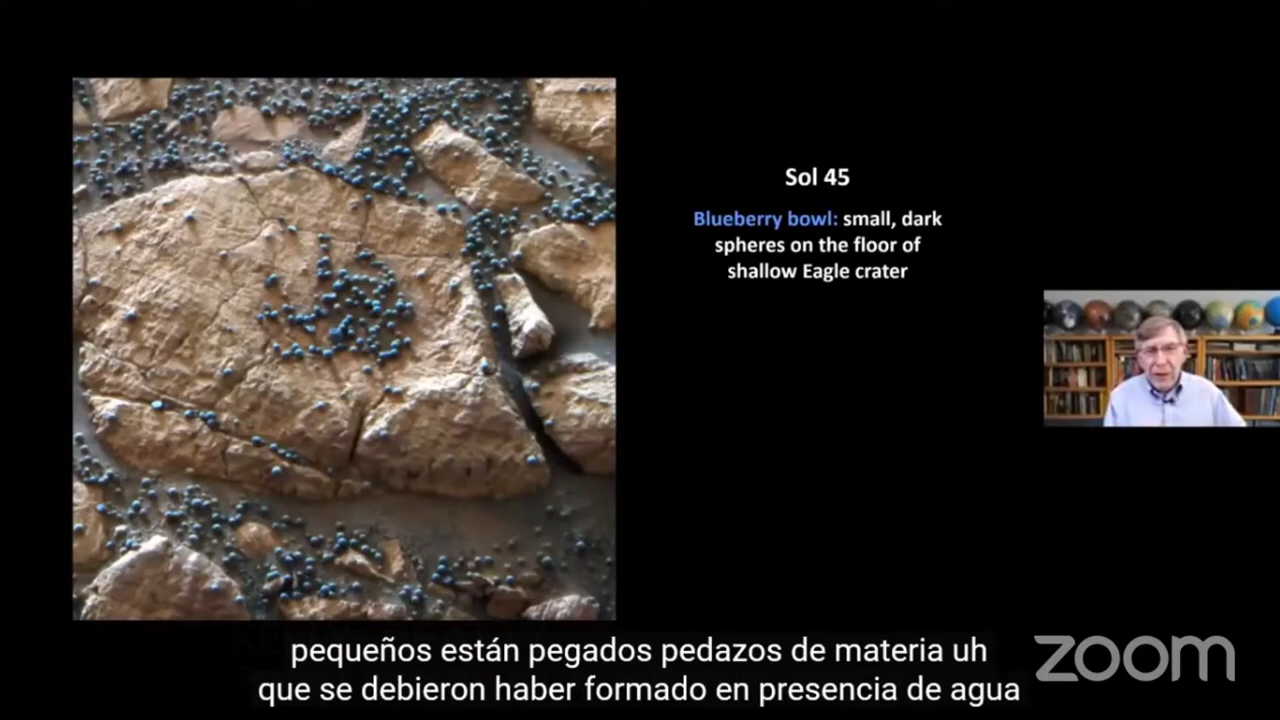 Sol 45
Blueberry bowl: small, dark
spheres on the floor of
shallow Eagle crater
pequeños están pegados pedazos de materia uh
que se debieron haber formado en presencia de agua
zoom